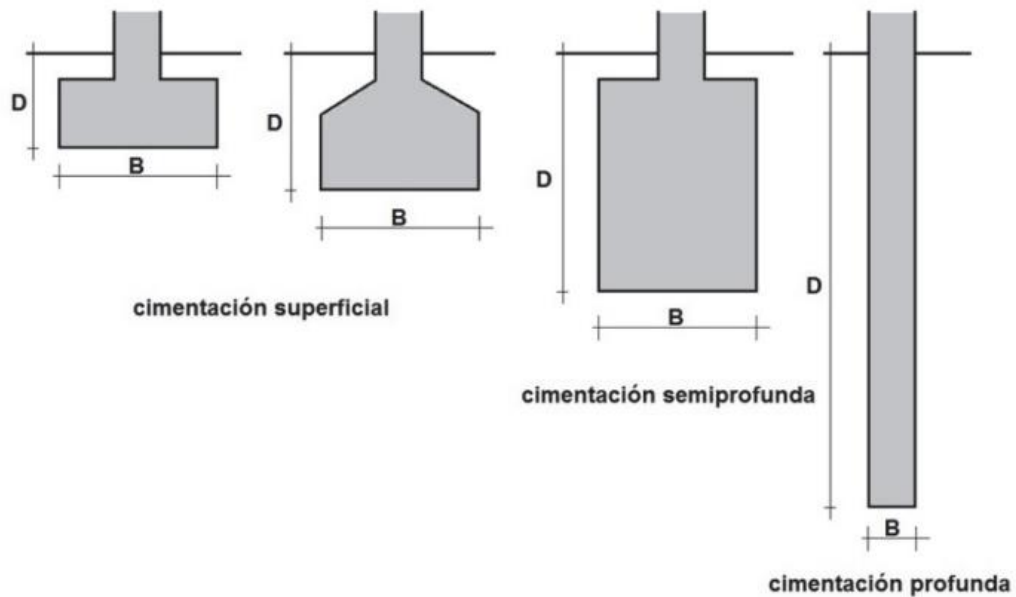 D
B
D
B
cimentación superficial
D
B
cimentación semiprofunda
D
B
cimentación profunda